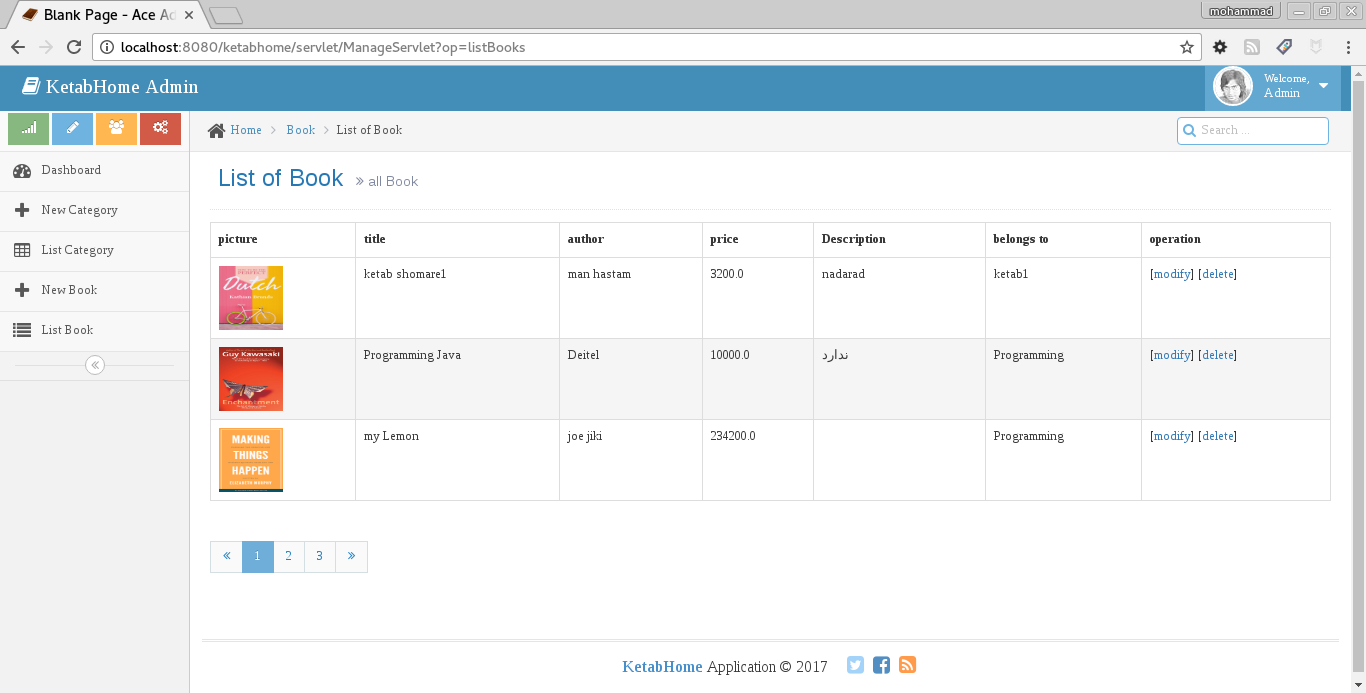 Blank Page - Ace Ad
mohammad
localhost:8080/ketabhome/servlet/ManageServlet?op=listBooks
KetabHome Admin
Welcome,
Admin
Home Book List of Book
Search ...
Dashboard
New Category
List Category
New Book
List Book
List of Book » all Book
picture title author price Description belongs to operation
Dutch
ketab shomare1 man hastam 3200.0 nadarad ketab1 [modify] [delete]
Guy Kawasaki
Enchantment
Programming Java Deitel 10000.0 ندارد Programming [modify] [delete]
MAKING
THINGS
HAPPEN
my Lemon joe jiki 234200.0 Programming [modify] [delete]
« 1 2 3 »
KetabHome Application © 2017